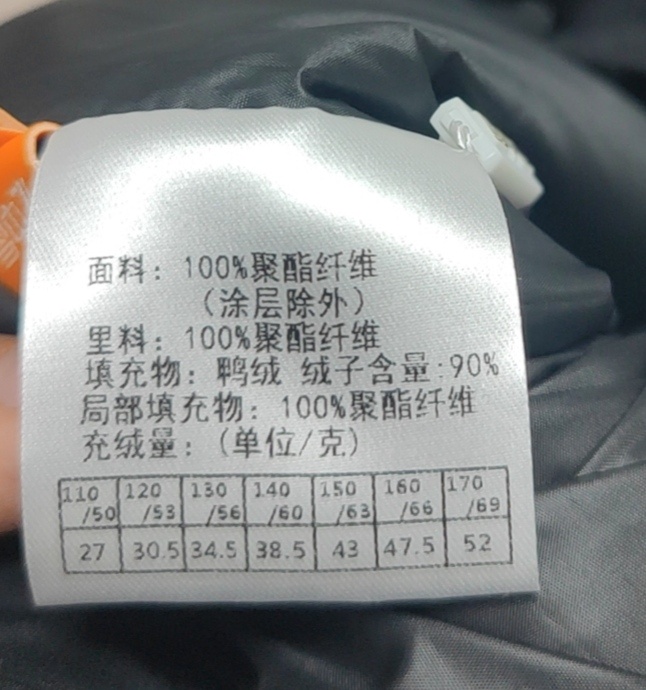 面料：100%聚酯纤维
（涂层除外）
里料：100%聚酯纤维
填充物：鸭绒 绒子含量:90%
局部填充物：100%聚酯纤维
充绒量：（单位/克）
110/50 120/53 130/56 140/60 150/63 160/66 170/69
27 30.5 34.5 38.5 43 47.5 52